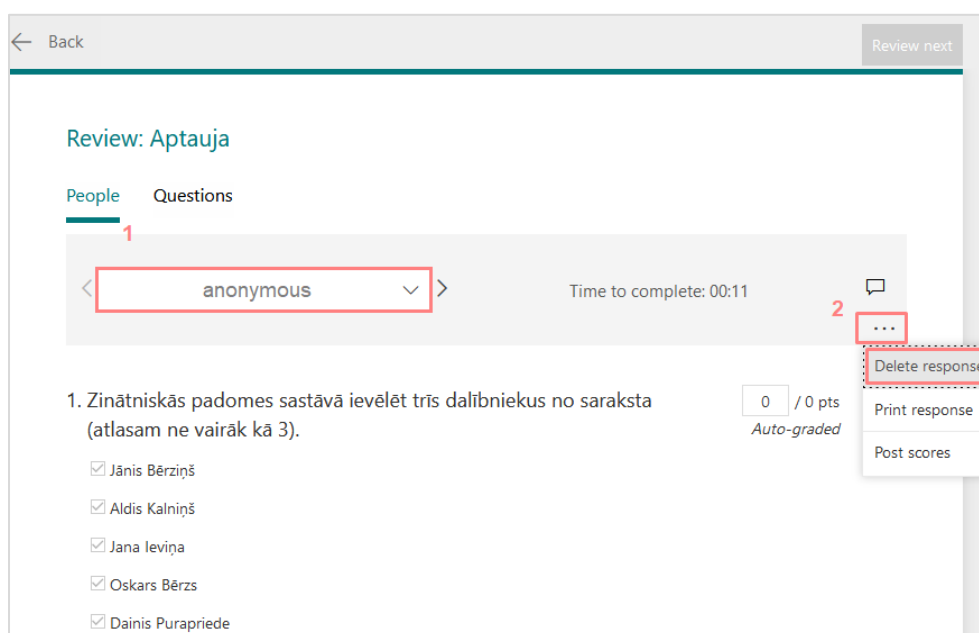 Back
Review next
Review: Aptauja
People Questions
1
anonymous
Time to complete: 00:11
2
...
Delete response
1. Zinātniskās padomes sastāvā ievēlēt trīs dalībniekus no saraksta
(atlasam ne vairāk kā 3).
0 / 0 pts
Auto-graded
Print response
Post scores
Jānis Bērziņš
Aldis Kalniņš
Jana Ieviņa
Oskars Bērzs
Dainis Purapriede